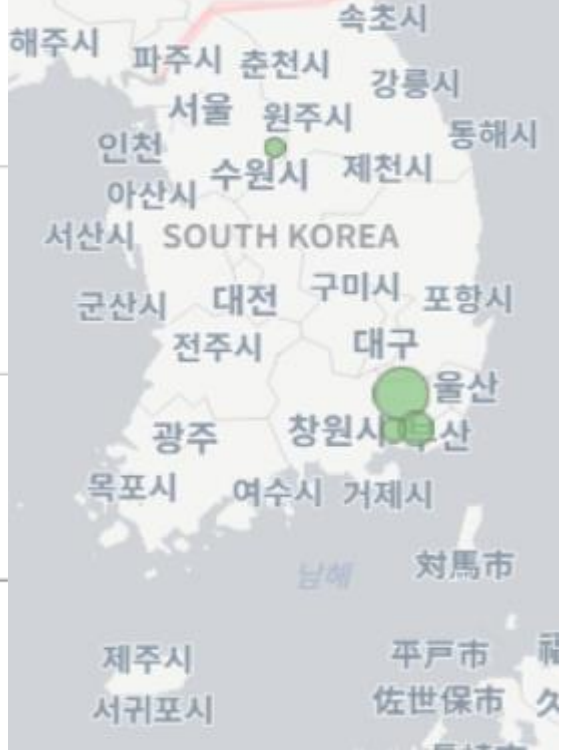 속초시
해주시
파주시
춘천시
강릉시
서울
원주시
동해시
인천
수원시
제천시
아산시
서산시
SOUTH KOREA
구미시
군산시
대전
포항시
전주시
대구
울산
창원시
부산
광주
목포시
여수시
거제시
남해
対馬市
제주시
平戸市
서귀포시
佐世保市
久